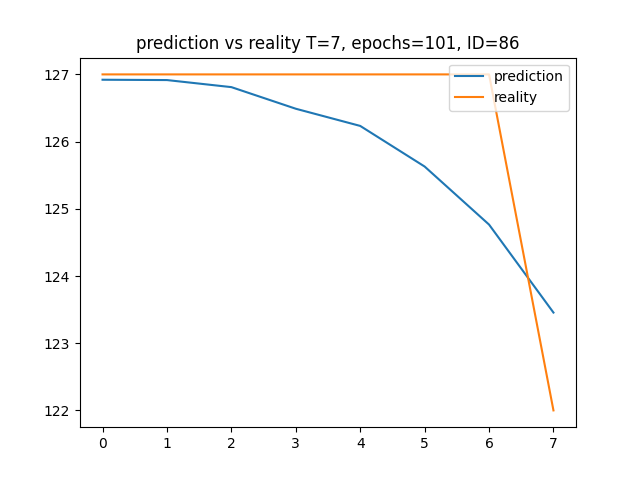 prediction vs reality T=7, epochs=101, ID=86
127
126
125
124
123
122
prediction
reality
0 1 2 3 4 5 6 7